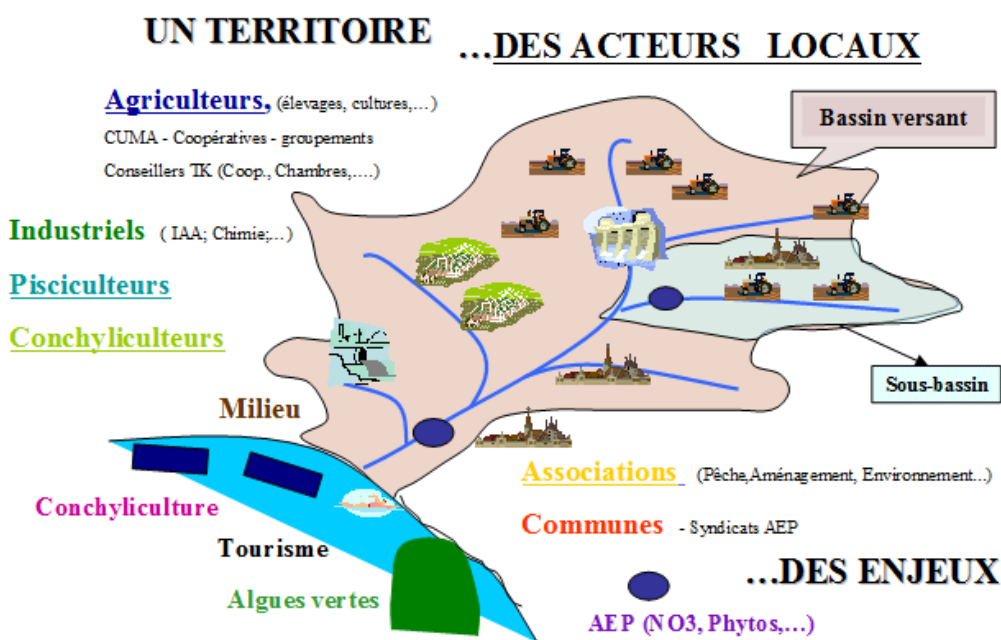 UN TERRITOIRE
...DES ACTEURS LOCAUX
Agriculteurs, (élevages, cultures,...)
CUMA - Coopératives - groupements
Conseillers TK (Coop., Chambres,....)
Bassin versant
Industriels ( IAA; Chimie;...)
Pisciculteurs
Conchyliculteurs
Sous-bassin
Milieu
Associations (Pêche,Aménagement, Environnement...)
Conchyliculture
Communes - Syndicats AEP
Tourisme
...DES ENJEUX
Algues vertes
AEP (NO3, Phytos,...)